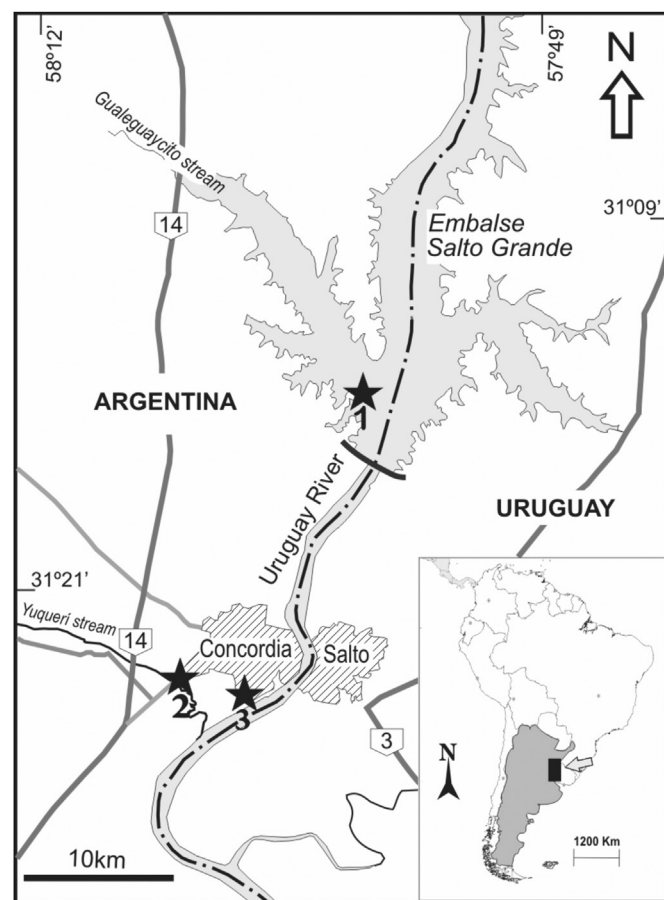 58º12'
57º49'
N
Gualeguaycito stream
14
31º09'
Embalse
Salto Grande
ARGENTINA
1
Uruguay River
URUGUAY
31º21'
Yuquerí stream
14
Concordia
Salto
2
3
3
N
1200 Km
10km